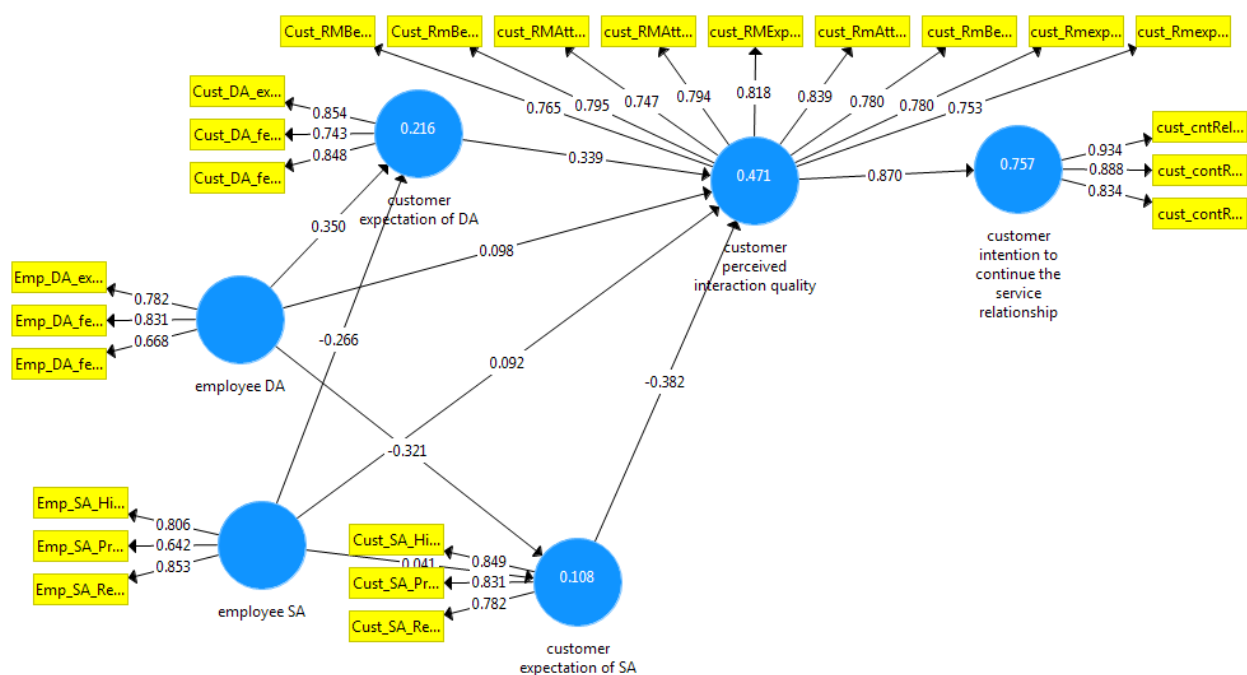 Cust_RMBe...
Cust_RmBe...
cust_RMAtt...
cust_RMAtt...
cust_RMExp...
cust_RmAtt...
cust_RmBe...
cust_Rmexp...
cust_Rmexp...
0.765
0.795
0.747
0.794
0.818
0.839
0.780
0.780
0.753
Cust_DA_ex...
Cust_DA_fe...
Cust_DA_fe...
0.854
0.743
0.848
0.216
customer
expectation of DA
0.339
0.471
customer
perceived
interaction quality
0.870
0.757
customer
intention to
continue the
service
relationship
0.934
0.888
0.834
cust_cntRel...
cust_contR...
cust_contR...
0.350
0.098
Emp_DA_ex...
Emp_DA_fe...
Emp_DA_fe...
0.782
0.831
0.668
employee DA
-0.266
0.092
-0.382
-0.321
Emp_SA_Hi...
Emp_SA_Pr...
Emp_SA_Re...
0.806
0.642
0.853
employee SA
0.041
Cust_SA_Hi...
Cust_SA_Pr...
Cust_SA_Re...
0.849
0.831
0.782
0.108
customer
expectation of SA